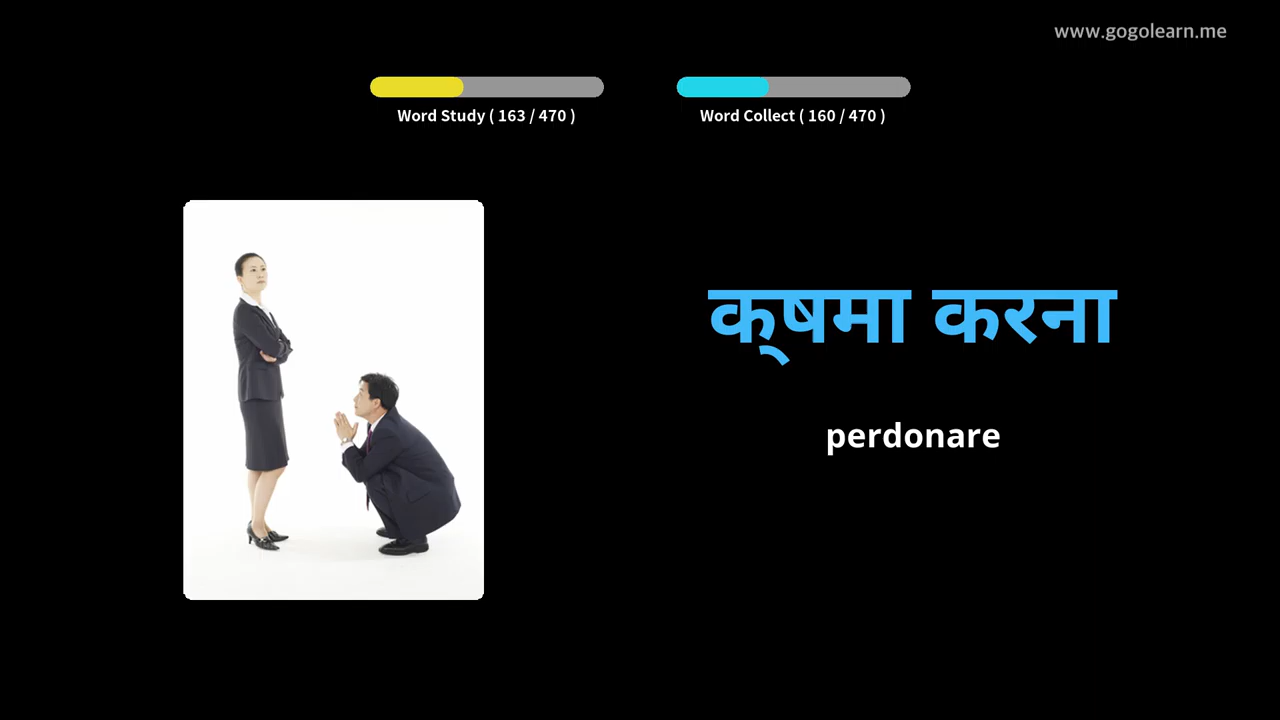 www.gogolearn.me
Word Study ( 163 / 470 )
Word Collect ( 160 / 470 )
क्षमा करना
perdonare